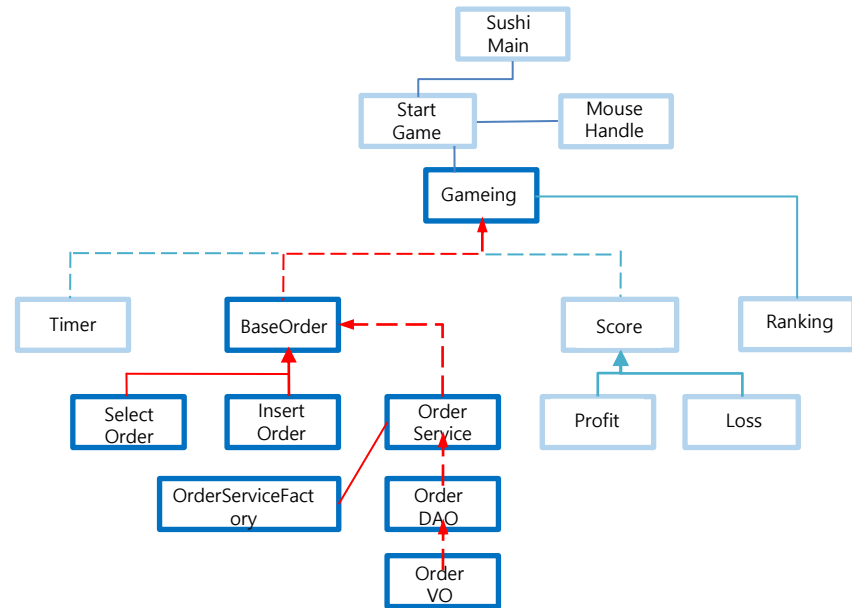 Sushi
Main
Start
Game
Mouse
Handle
Gameing
Timer
BaseOrder
Score
Ranking
Select
Order
Insert
Order
Order
Service
Profit
Loss
OrderServiceFact
ory
Order
DAO
Order
VO